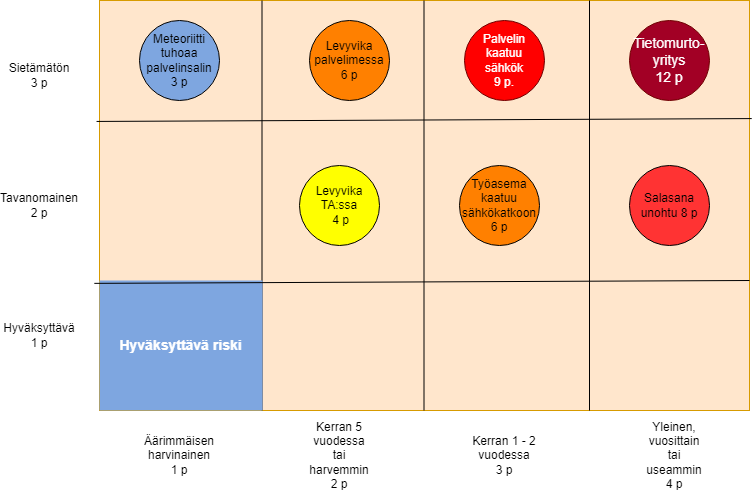 Sietämätön
3 p
Meteoriitti
tuhoaa
palvelinsalin
3 p
Levyvika
palvelimessa
6 p
Palvelin
kaatuu
sähkök
9 p.
Tietomurto-
yritys
12 p
Tavanomainen
2 p
Levyvika
TA:ssa
4 p
Työasema
kaatuu
sähkökatkoon
6 p
Salasana
unohtu 8 p
Hyväksyttävä
1 p
Hyväksyttävä riski
Äärimmäisen
harvinainen
1 p
Kerran 5
vuodessa
tai
harvemmin
2 p
Kerran 1 - 2
vuodessa
3 p
Yleinen,
vuosittain
tai
useammin
4 p